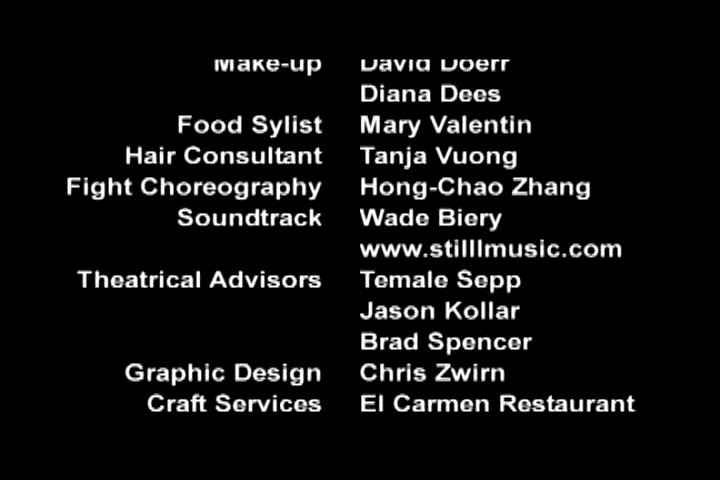 Make-up David Doerr
Diana Dees
Food Sylist Mary Valentin
Hair Consultant Tanja Vuong
Fight Choreography Hong-Chao Zhang
Soundtrack Wade Biery
www.stilllmusic.com
Theatrical Advisors Temale Sepp
Jason Kollar
Brad Spencer
Graphic Design Chris Zwirn
Craft Services El Carmen Restaurant